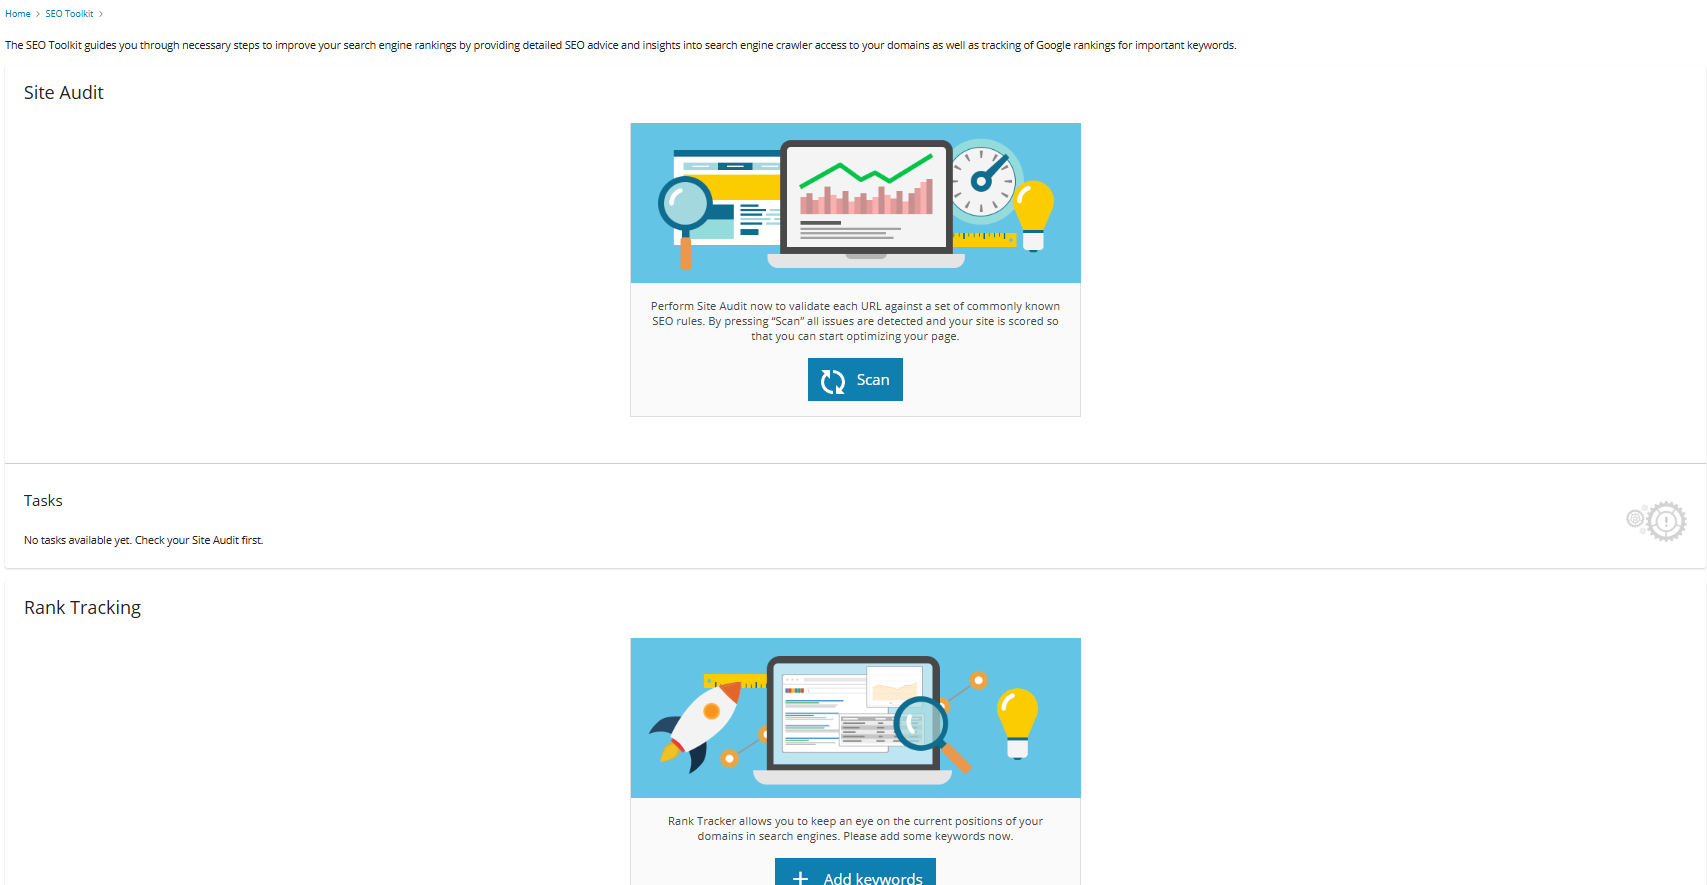 Home > SEO Toolkit >
The SEO Toolkit guides you through necessary steps to improve your search engine rankings by providing detailed SEO advice and insights into search engine crawler access to your domains as well as tracking of Google rankings for important keywords.
Site Audit
Perform Site Audit now to validate each URL against a set of commonly known
SEO rules. By pressing “Scan” all issues are detected and your site is scored so
that you can start optimizing your page.
Scan
Tasks
No tasks available yet. Check your Site Audit first.
Rank Tracking
Rank Tracker allows you to keep an eye on the current positions of your
domains in search engines. Please add some keywords now.
Add keywords